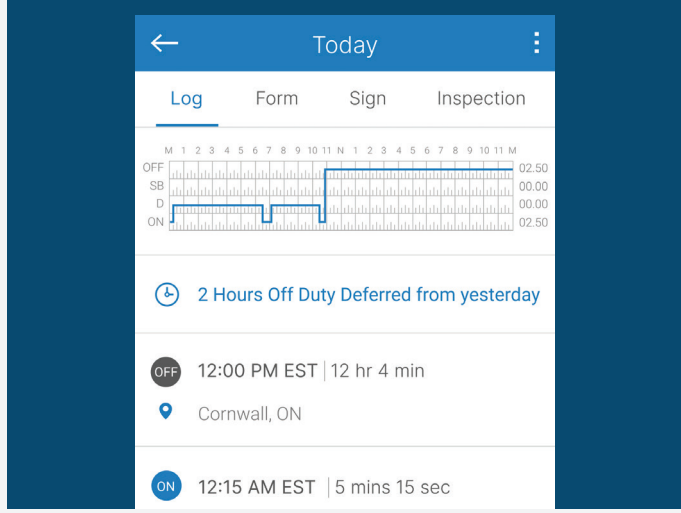 Today
Log Form Sign Inspection
M 1 2 3 4 5 6 7 8 9 10 11 N 1 2 3 4 5 6 7 8 9 10 11 M
OFF 02.50
SB 00.00
D 00.00
ON 02.50
2 Hours Off Duty Deferred from yesterday
OFF 12:00 PM EST | 12 hr 4 min
Cornwall, ON
ON 12:15 AM EST | 5 mins 15 sec